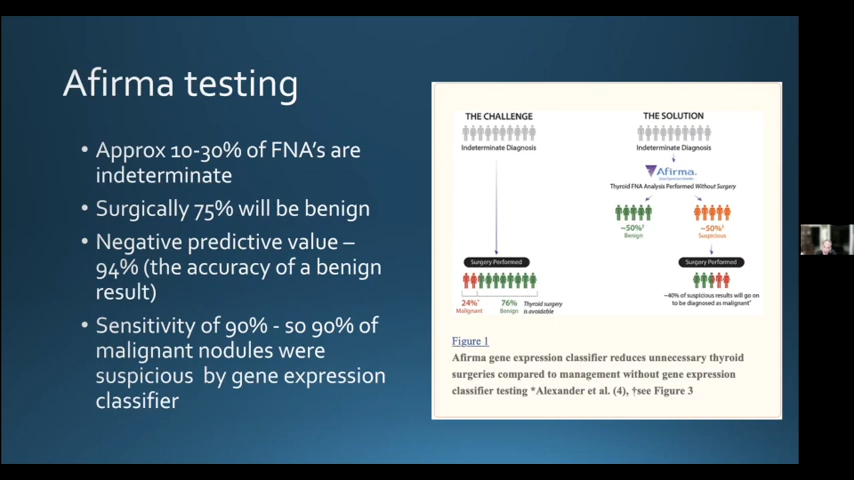 Afirma testing
• Approx 10-30% of FNA's are
indeterminate
• Surgically 75% will be benign
• Negative predictive value –
94% (the accuracy of a benign
result)
• Sensitivity of 90% - so 90% of
malignant nodules were
suspicious by gene expression
classifier
THE CHALLENGE
Indeterminate Diagnosis
Surgery Performed
24%*
Malignant
76%
Benign
Thyroid surgery
is avoidable
THE SOLUTION
Indeterminate Diagnosis
Afirma.
Thyroid FNA Analysis Performed Without Surgery
~50%†
Benign
~50%†
Suspicious
Surgery Performed
~40% of suspicious results will go on
to be diagnosed as malignant*
Figure 1
Afirma gene expression classifier reduces unnecessary thyroid
surgeries compared to management without gene expression
classifier testing *Alexander et al. (4), †see Figure 3